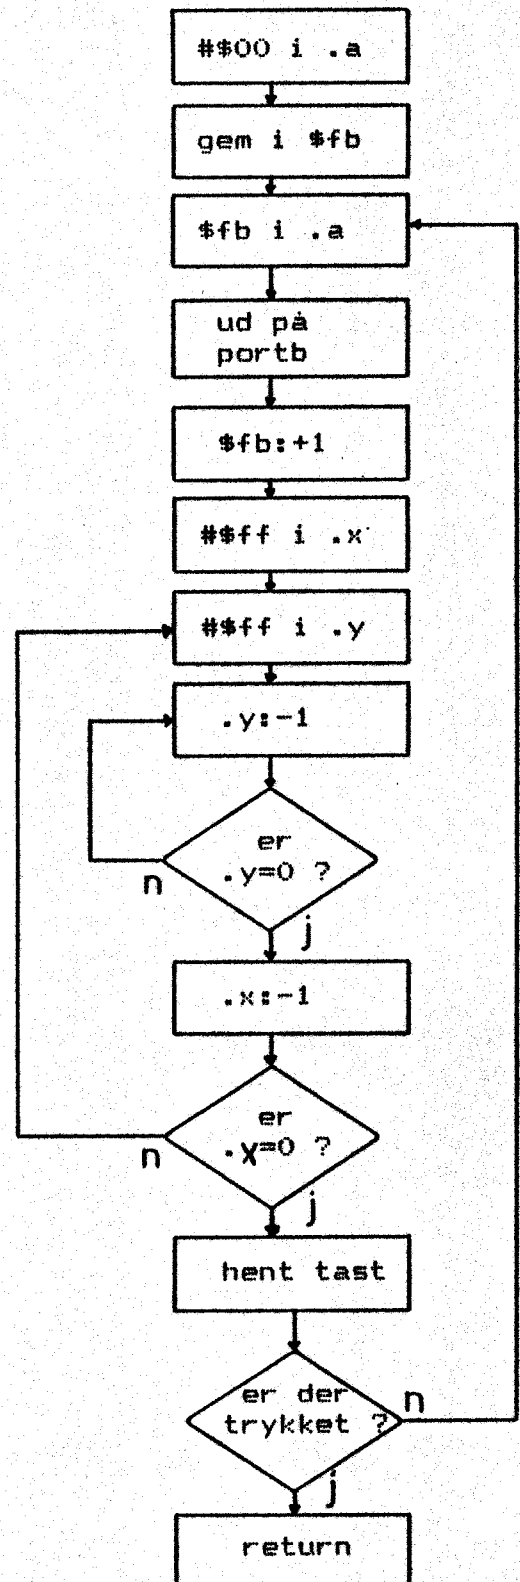 #$00 i .a
gem i $fb
$fb i .a
ud på
portb
$fb:+1
#$ff i .x
#$ff i .y
.y:-1
er
.y=0 ?
n
j
.x:-1
er
.x=0 ?
n
j
hent tast
er der
trykket ?
n
j
return